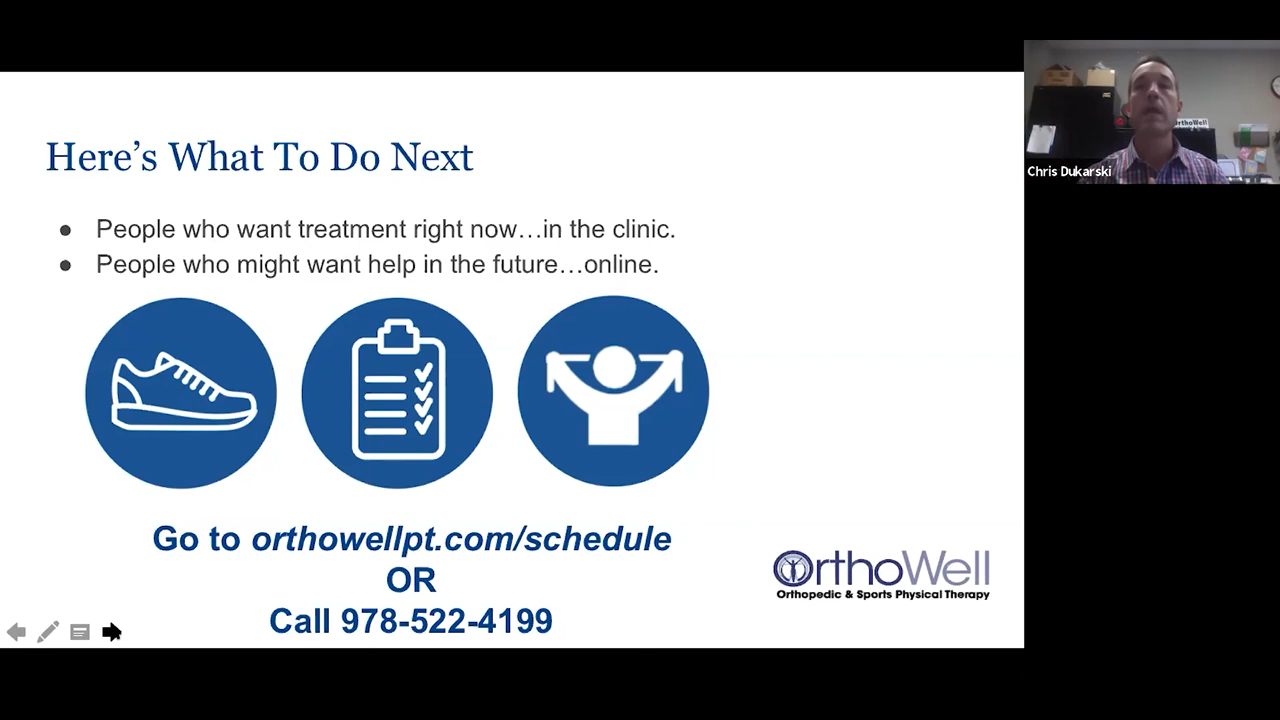 Here’s What To Do Next
● People who want treatment right now…in the clinic.
● People who might want help in the future…online.
Go to orthowellpt.com/schedule
OR
Call 978-522-4199
OrthoWell
Orthopedic & Sports Physical Therapy
OrthoWell
Chris Dukarski